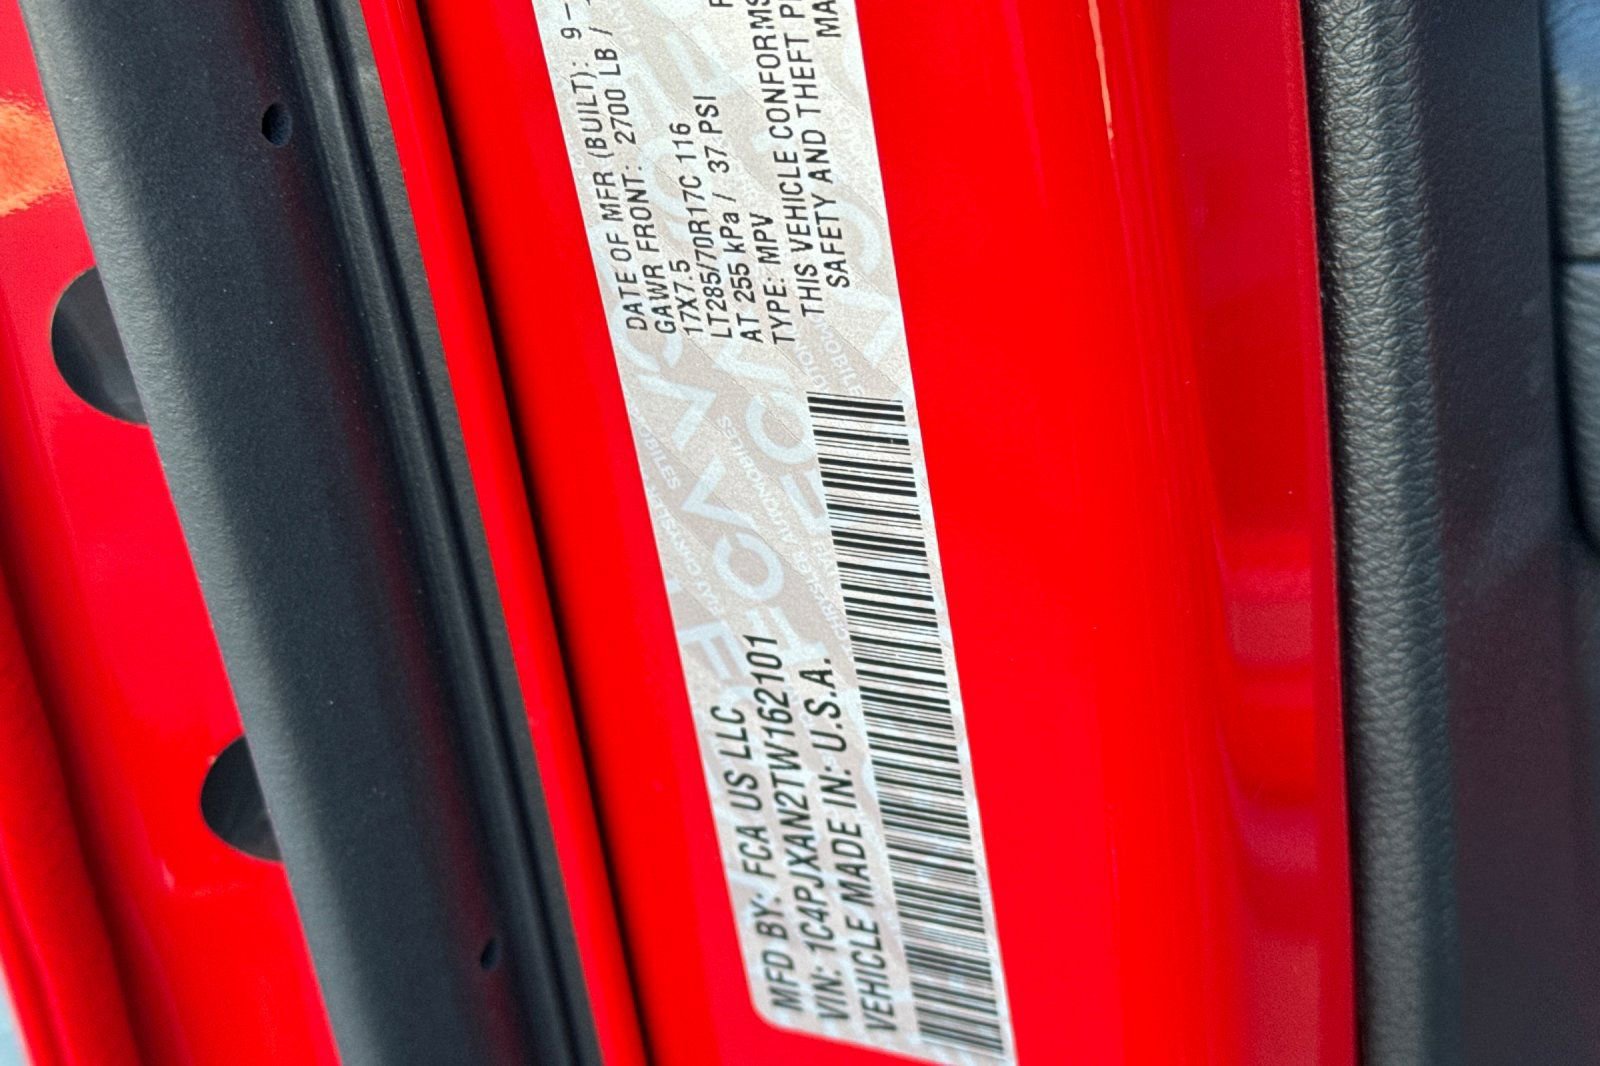 MFD BY: FCA US LLC
VIN: 1C4PJXAN2TW162101
VEHICLE MADE IN: U.S.A.
DATE OF MFR (BUILT): 9-
GAWR FRONT: 2700 LB /
17X7.5
LT285/70R17C 116
AT 255 kPa / 37 PSI
TYPE: MPV
THIS VEHICLE CONFORMS
SAFETY AND THEFT